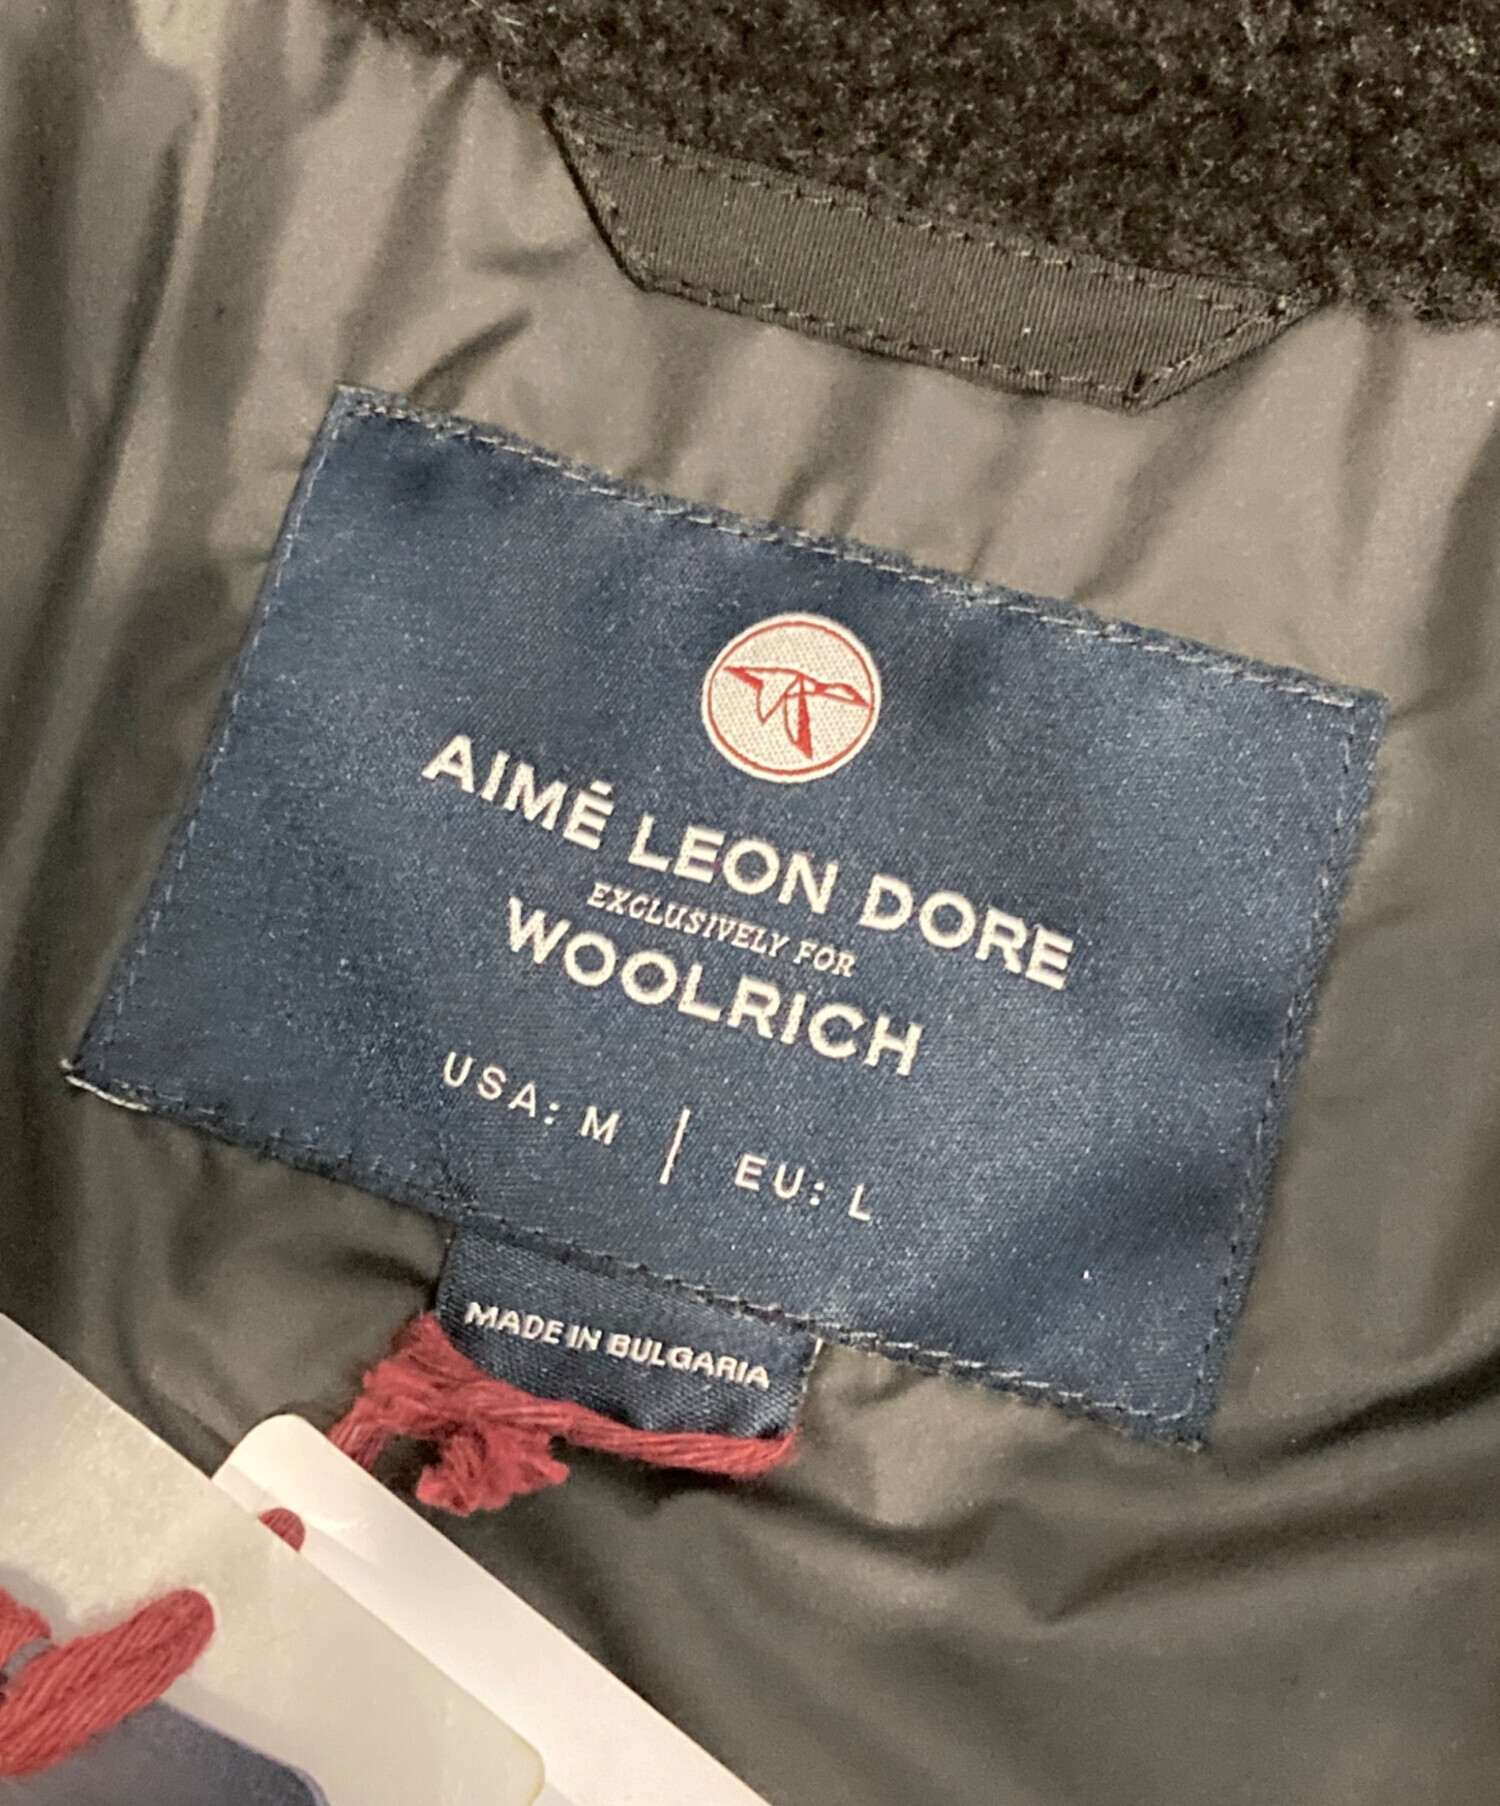 AIMÉ LEON DORE
EXCLUSIVELY FOR
WOOLRICH
USA: M | EU: L
MADE IN BULGARIA